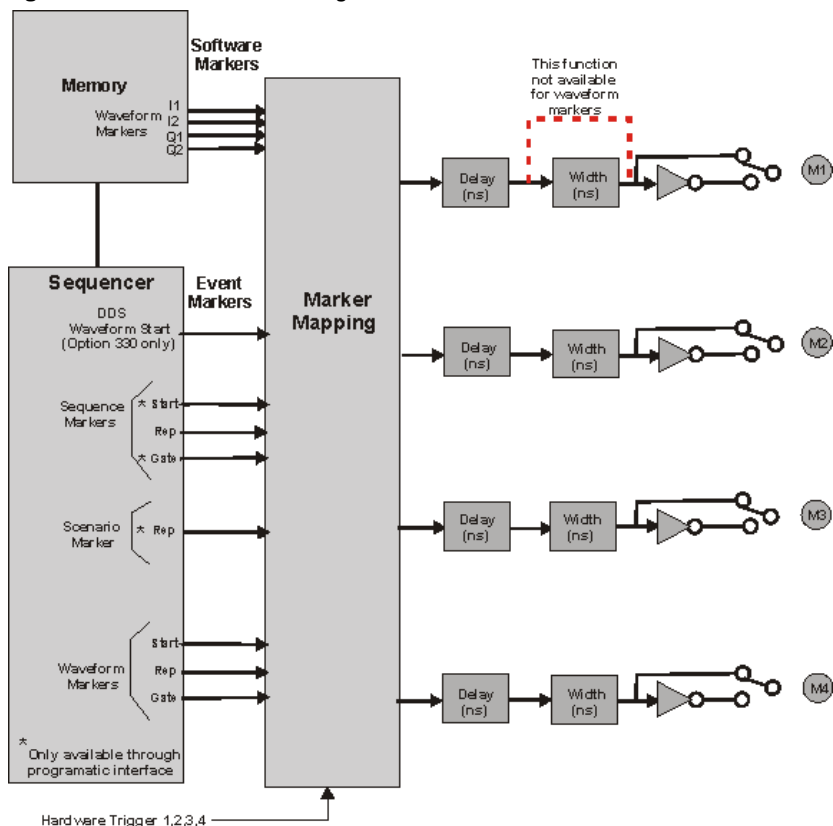 Software
Markers
Memory
Waveform
Markers
I1
I2
Q1
Q2
This function
not available
for waveform
markers
Delay
(ns)
Width
(ns)
M1
Sequencer
Event
Markers
DDS
Waveform Start
(Option 330 only)
Marker
Mapping
Delay
(ns)
Width
(ns)
M2
Sequence
Markers
* Start
Rep
* Gate
Scenario
Marker
* Rep
Delay
(ns)
Width
(ns)
M3
Waveform
Markers
Start
Rep
Gate
Delay
(ns)
Width
(ns)
M4
*
Only available through
programatic interface
Hardware Trigger 1,2,3,4